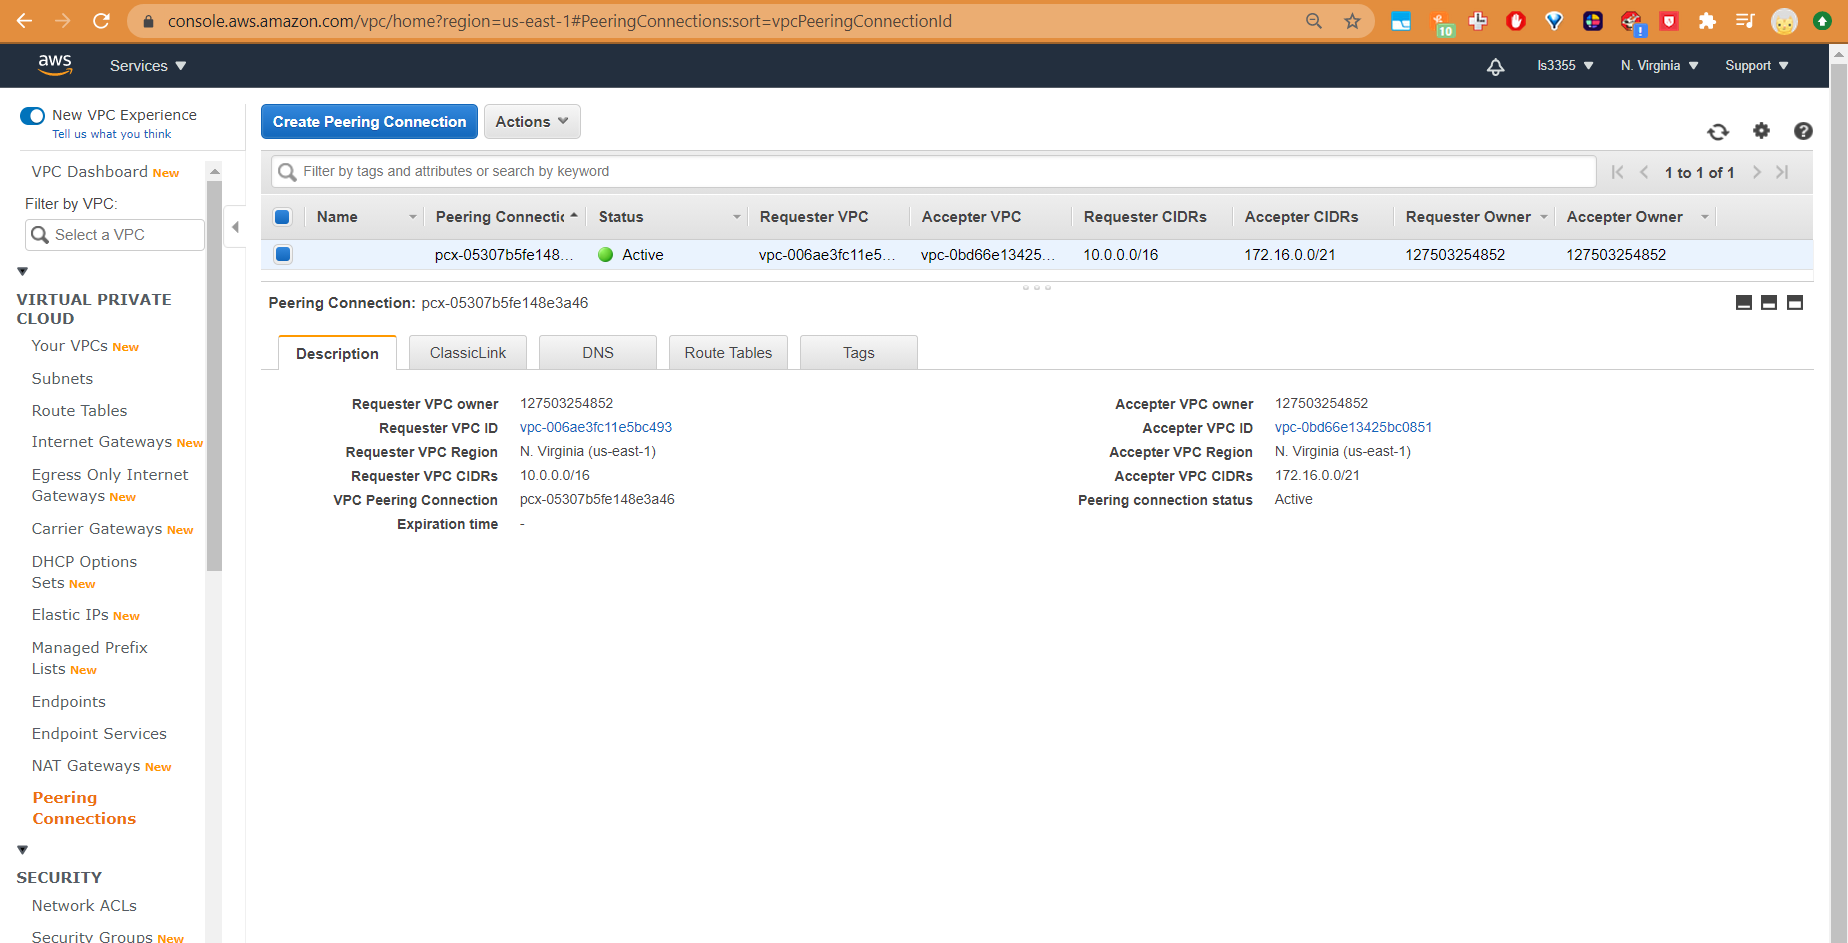 console.aws.amazon.com/vpc/home?region=us-east-1#PeeringConnections:sort=vpcPeeringConnectionId
10
!
aws
Services
ls3355
N. Virginia
Support
New VPC Experience
Tell us what you think
VPC Dashboard New
Filter by VPC:
Select a VPC
VIRTUAL PRIVATE
CLOUD
Your VPCs New
Subnets
Route Tables
Internet Gateways New
Egress Only Internet
Gateways New
Carrier Gateways New
DHCP Options
Sets New
Elastic IPs New
Managed Prefix
Lists New
Endpoints
Endpoint Services
NAT Gateways New
Peering
Connections
SECURITY
Network ACLs
Security Groups New
Create Peering Connection
Actions
Filter by tags and attributes or search by keyword
1 to 1 of 1
Name Peering Connectic Status Requester VPC Accepter VPC Requester CIDRs Accepter CIDRs Requester Owner Accepter Owner
pcx-05307b5fe148... Active vpc-006ae3fc11e5... vpc-0bd66e13425... 10.0.0.0/16 172.16.0.0/21 127503254852 127503254852
Peering Connection: pcx-05307b5fe148e3a46
Description ClassicLink DNS Route Tables Tags
Requester VPC owner 127503254852
Requester VPC ID vpc-006ae3fc11e5bc493
Requester VPC Region N. Virginia (us-east-1)
Requester VPC CIDRs 10.0.0.0/16
VPC Peering Connection pcx-05307b5fe148e3a46
Expiration time -
Accepter VPC owner 127503254852
Accepter VPC ID vpc-0bd66e13425bc0851
Accepter VPC Region N. Virginia (us-east-1)
Accepter VPC CIDRs 172.16.0.0/21
Peering connection status Active